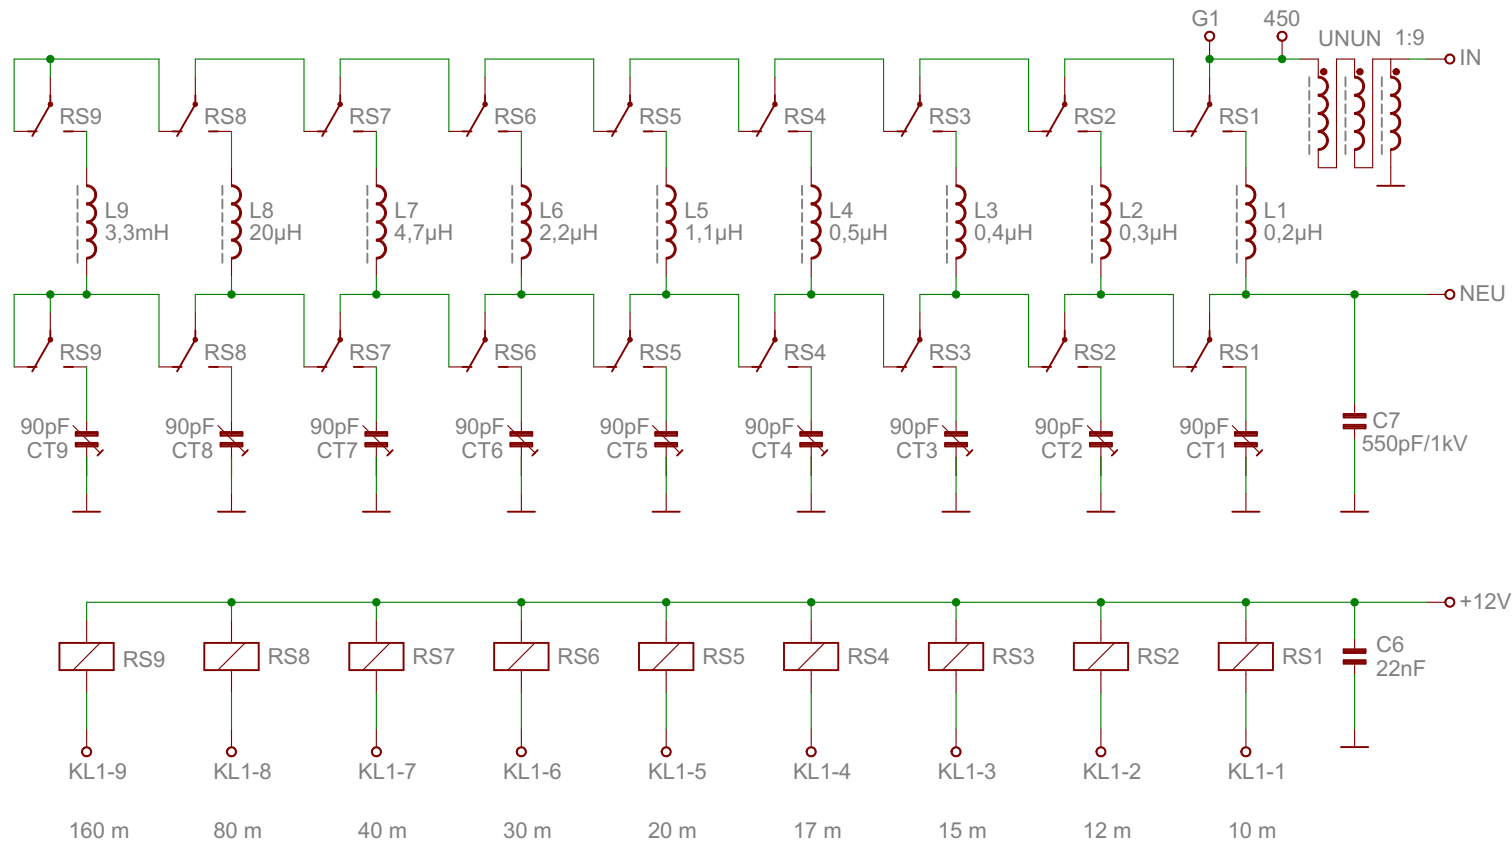 G1 450
UNUN 1:9
IN
RS9 RS8 RS7 RS6 RS5 RS4 RS3 RS2 RS1
L9 L8 L7 L6 L5 L4 L3 L2 L1
3,3mH 20µH 4,7µH 2,2µH 1,1µH 0,5µH 0,4µH 0,3µH 0,2µH
NEU
RS9 RS8 RS7 RS6 RS5 RS4 RS3 RS2 RS1
90pF 90pF 90pF 90pF 90pF 90pF 90pF 90pF 90pF C7
CT9 CT8 CT7 CT6 CT5 CT4 CT3 CT2 CT1 550pF/1kV
+12V
RS9 RS8 RS7 RS6 RS5 RS4 RS3 RS2 RS1 C6
22nF
KL1-9 KL1-8 KL1-7 KL1-6 KL1-5 KL1-4 KL1-3 KL1-2 KL1-1
160 m 80 m 40 m 30 m 20 m 17 m 15 m 12 m 10 m